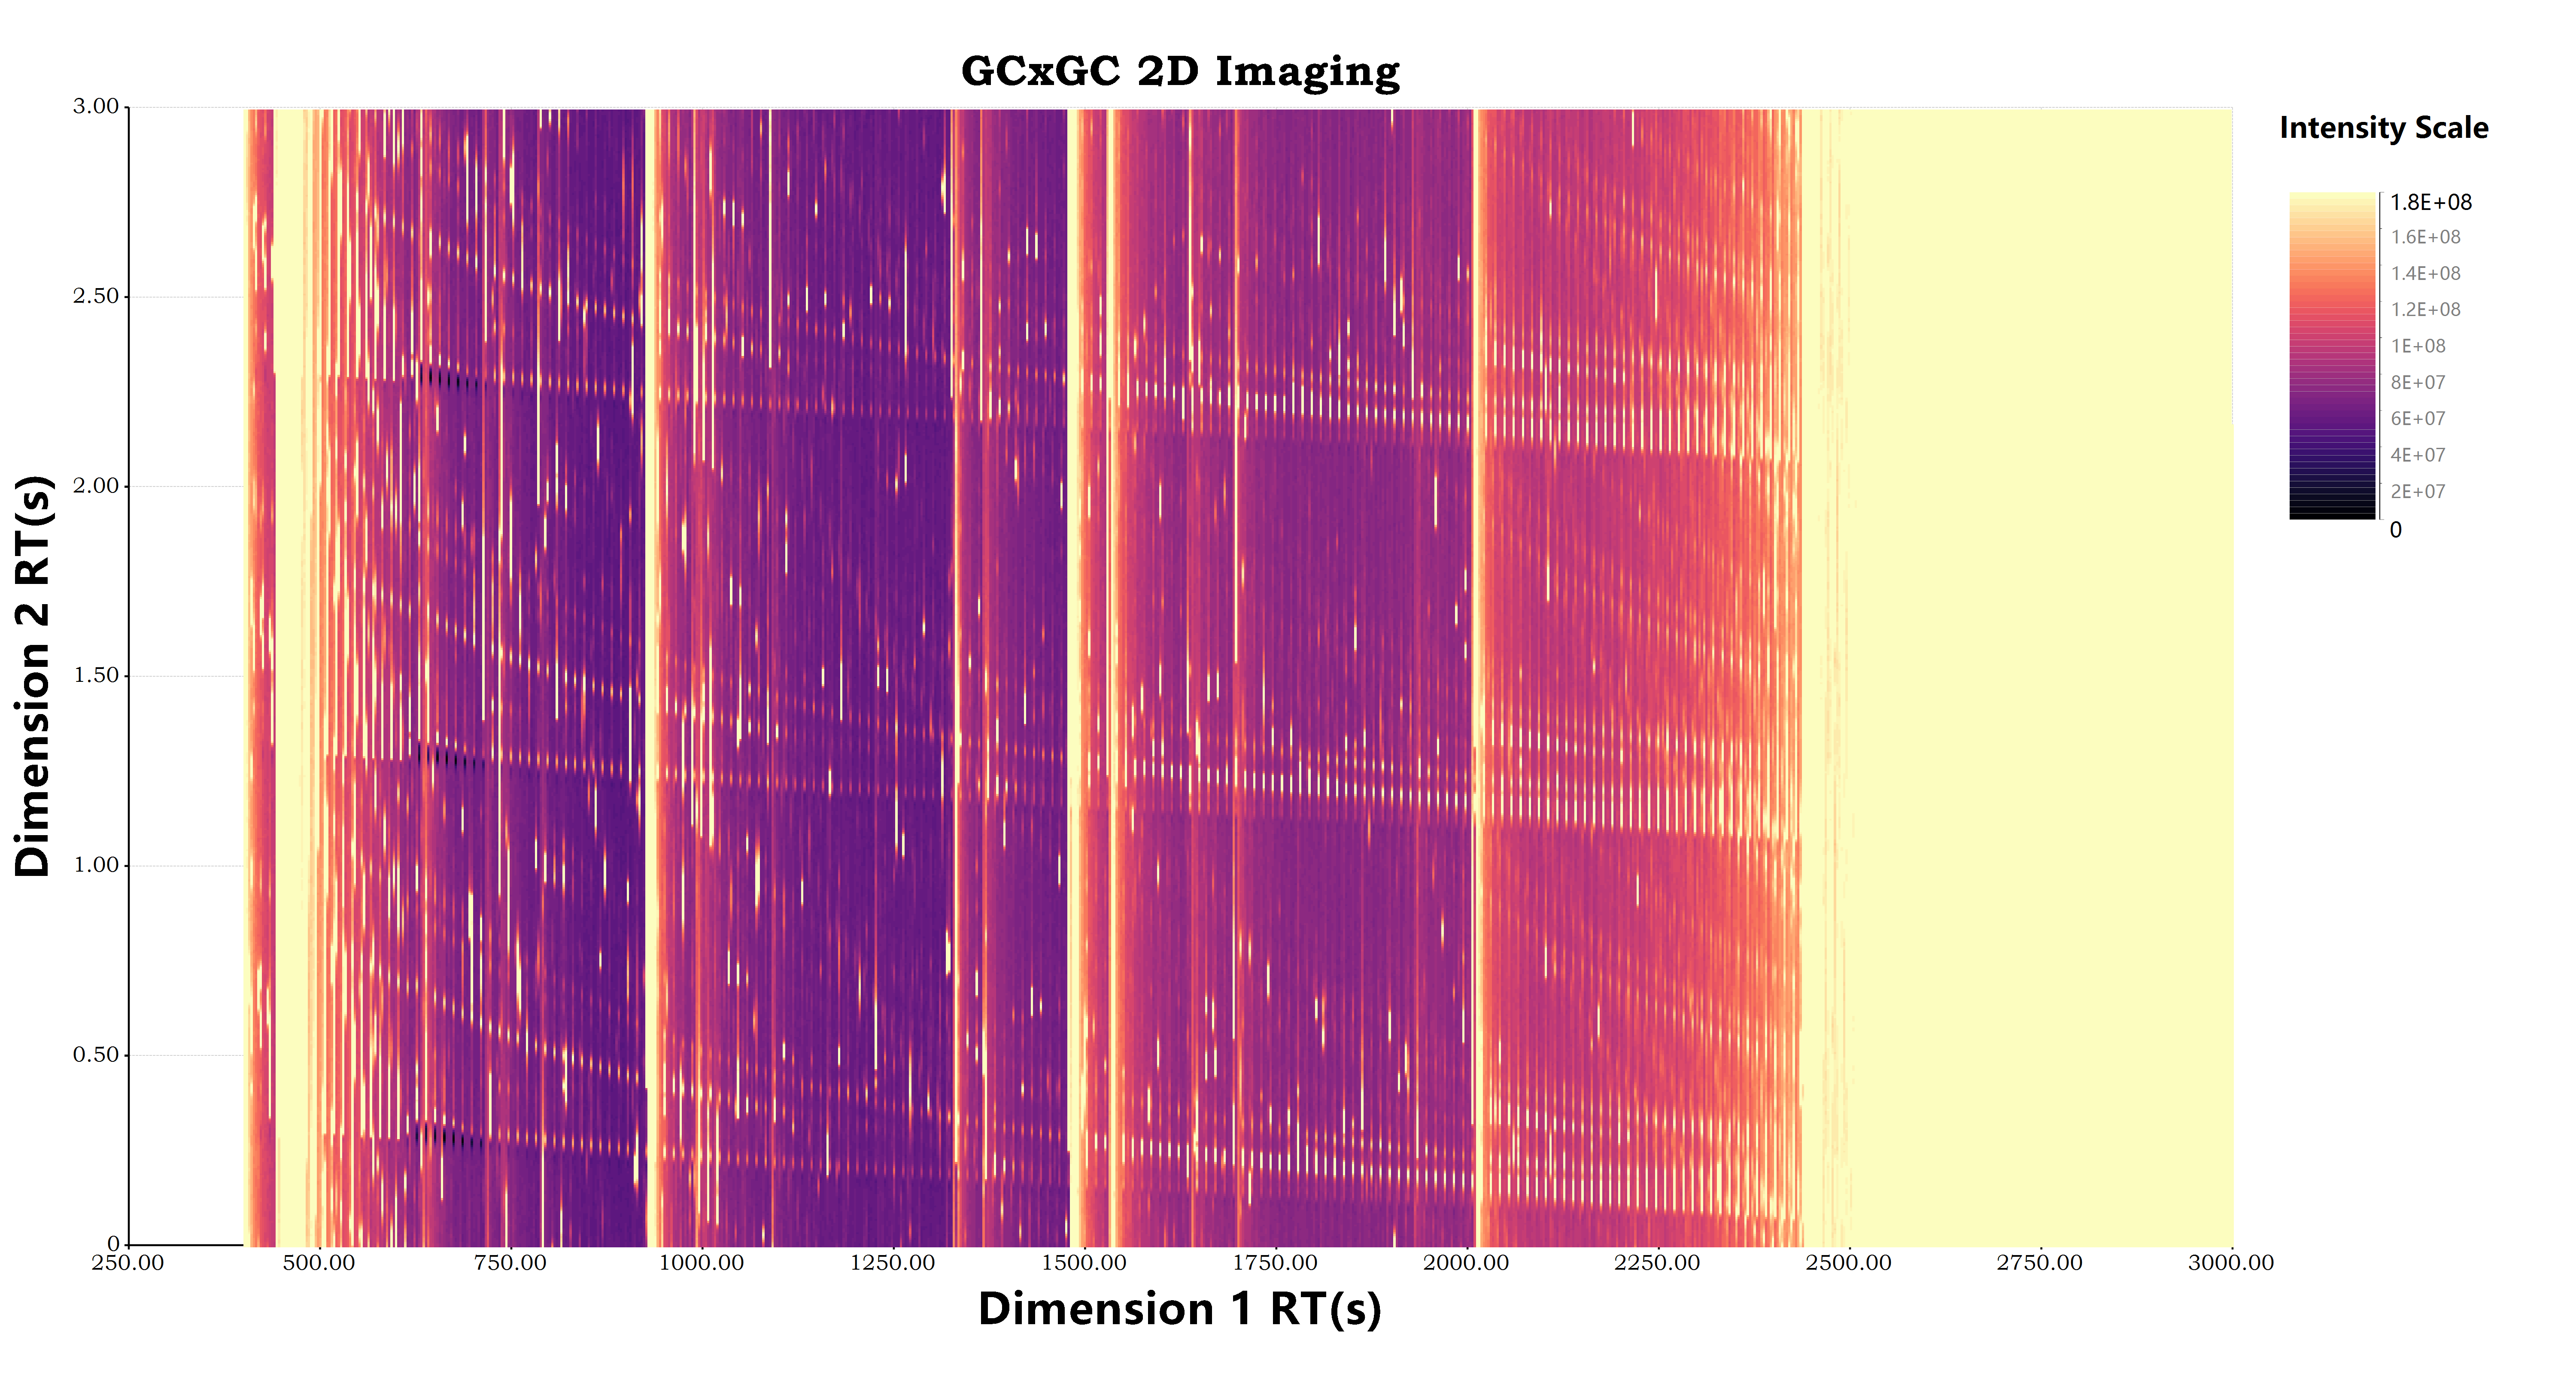 GCxGC 2D Imaging
Intensity Scale
1.8E+08
1.6E+08
1.4E+08
1.2E+08
1E+08
8E+07
6E+07
4E+07
2E+07
0
Dimension 2 RT(s)
3.00
2.50
2.00
1.50
1.00
0.50
0
250.00 500.00 750.00 1000.00 1250.00 1500.00 1750.00 2000.00 2250.00 2500.00 2750.00 3000.00
Dimension 1 RT(s)